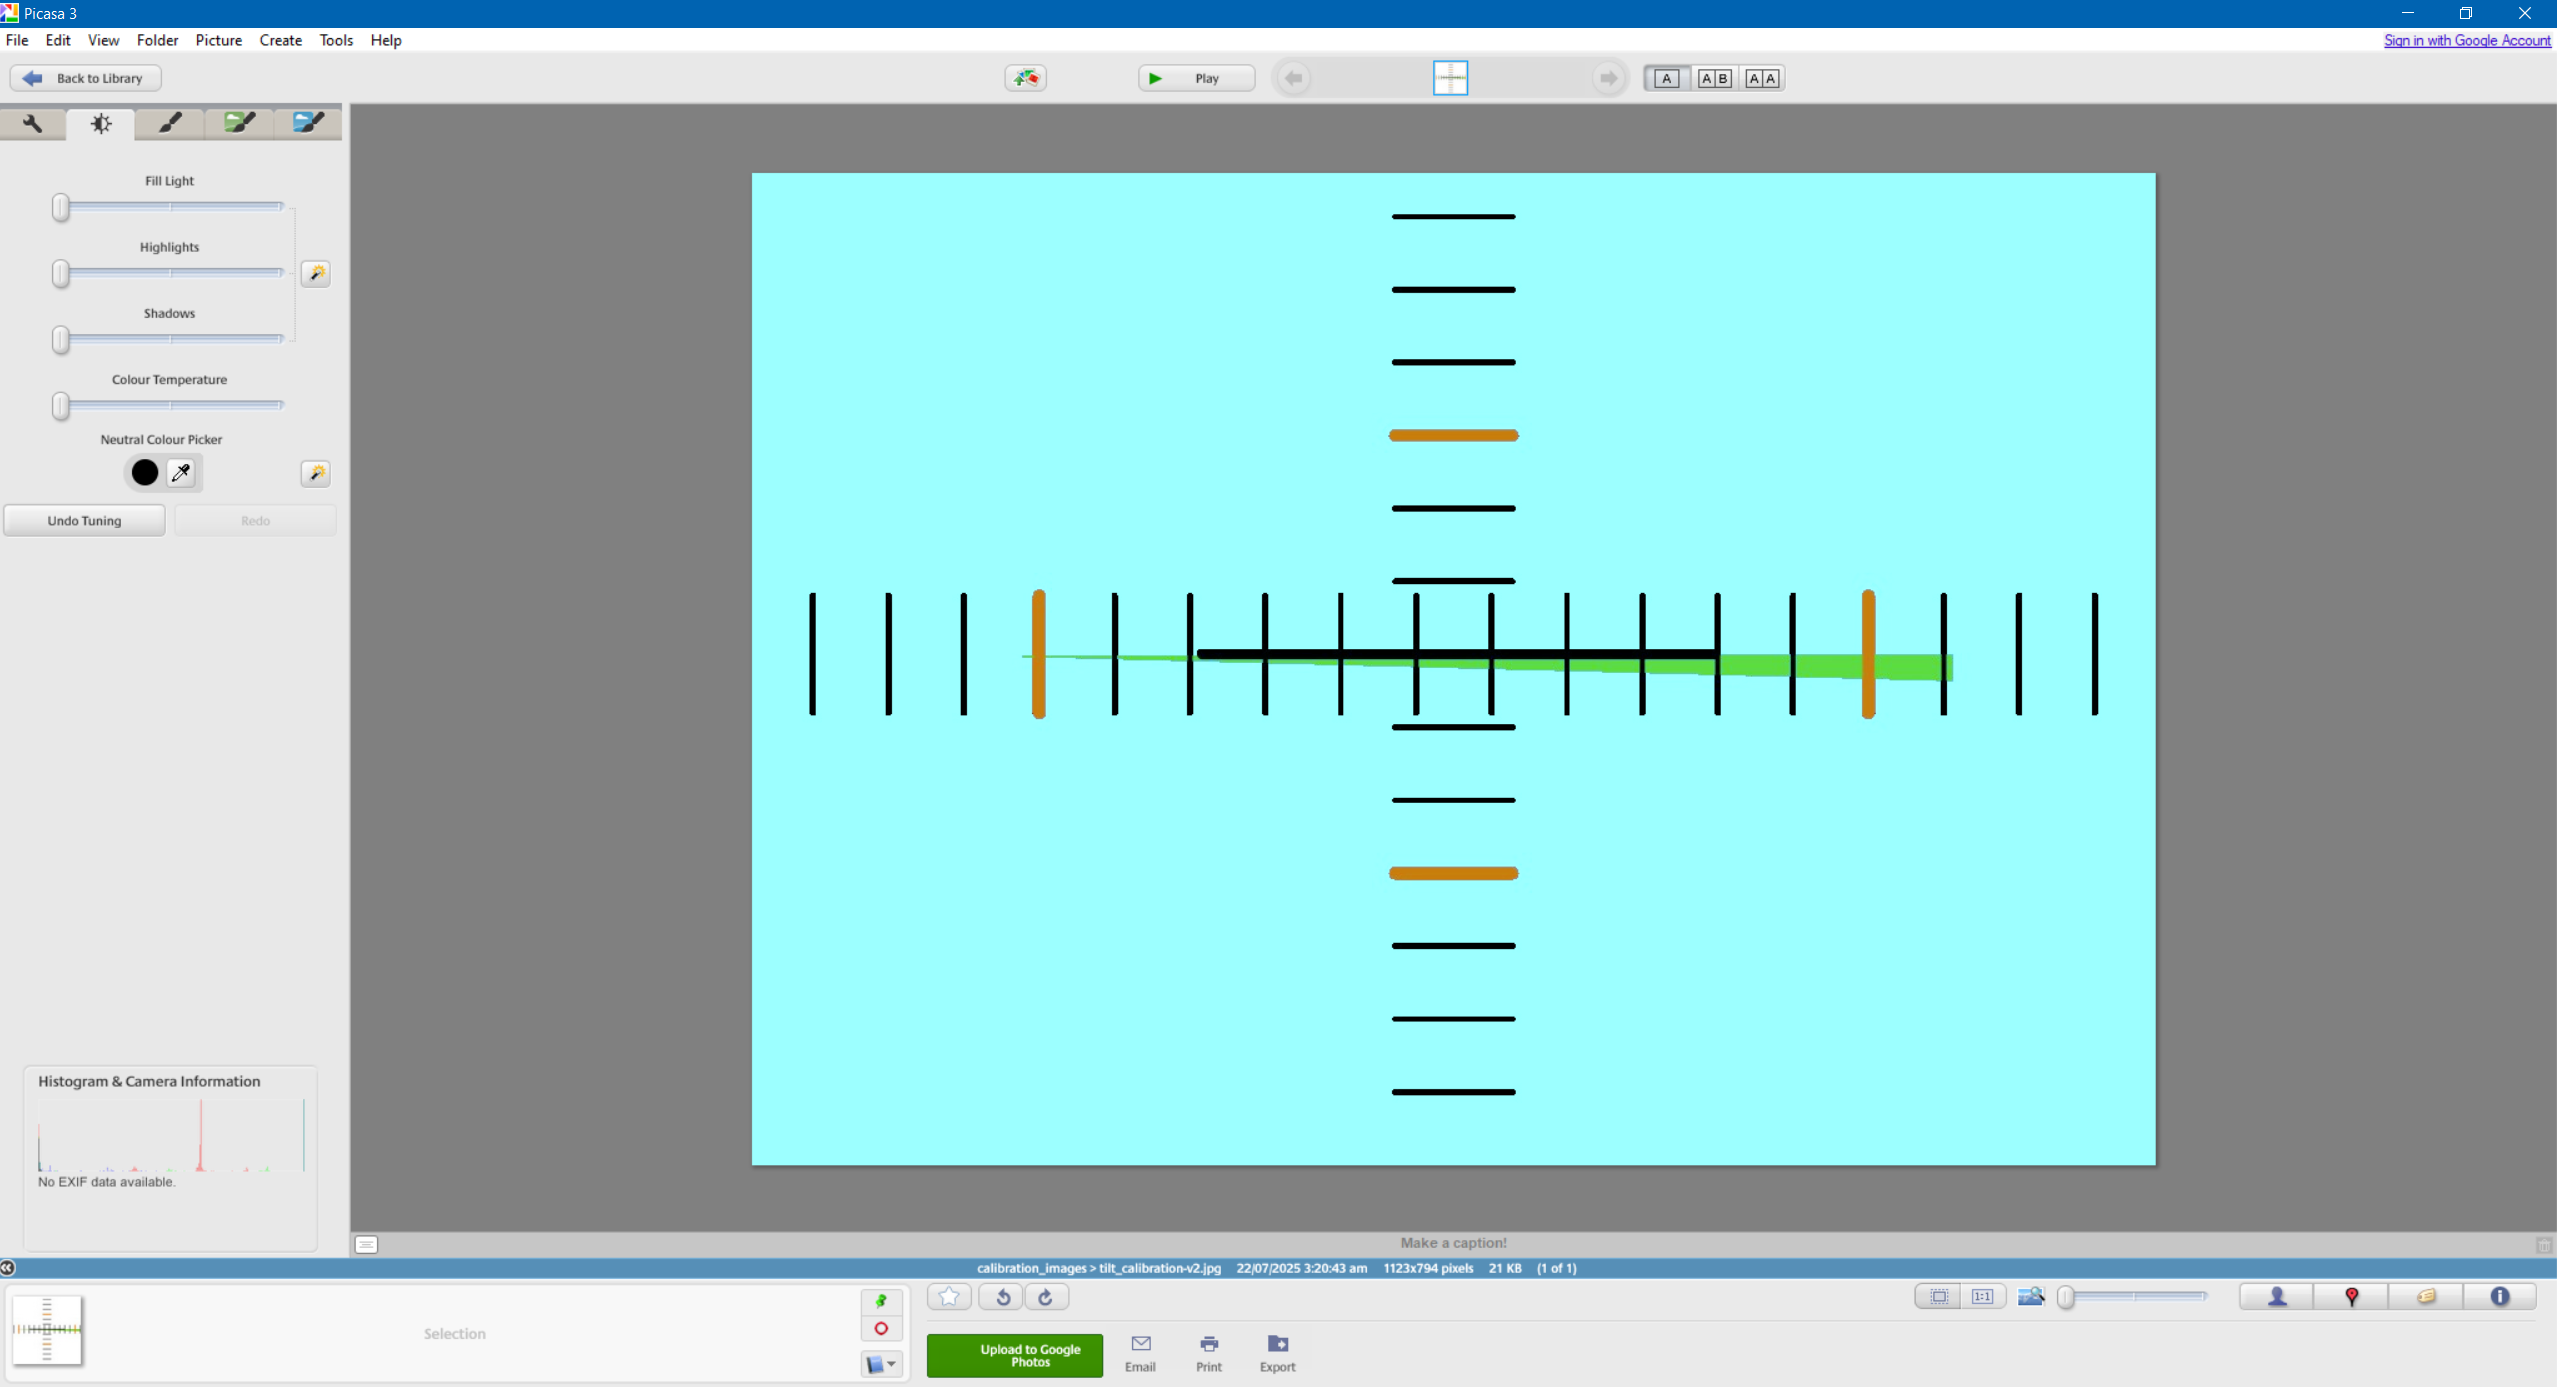 Picasa 3
File Edit View Folder Picture Create Tools Help
Sign in with Google Account
Back to Library
Play
A
A B
A A
Fill Light
Highlights
Shadows
Colour Temperature
Neutral Colour Picker
Undo Tuning
Redo
Histogram & Camera Information
No EXIF data available.
Make a caption!
calibration_images > tilt_calibration-v2.jpg 22/07/2025 3:20:43 am 1123x794 pixels 21 KB (1 of 1)
1:1
Selection
Upload to Google
Photos
Email
Print
Export